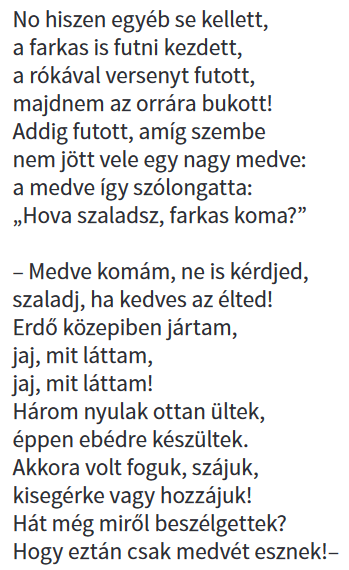 No hiszen egyéb se kellett,
a farkas is futni kezdett,
a rókával versenyt futott,
majdnem az orrára bukott!
Addig futott, amíg szembe
nem jött vele egy nagy medve:
a medve így szólongatta:
„Hova szaladsz, farkas koma?”

– Medve komám, ne is kérdjed,
szaladj, ha kedves az élted!
Erdő közepiben jártam,
jaj, mit láttam,
jaj, mit láttam!
Három nyulak ottan ültek,
éppen ebédre készültek.
Akkora volt foguk, szájuk,
kisegérke vagy hozzájuk!
Hát még miről beszélgettek?
Hogy eztán csak medvét esznek!–